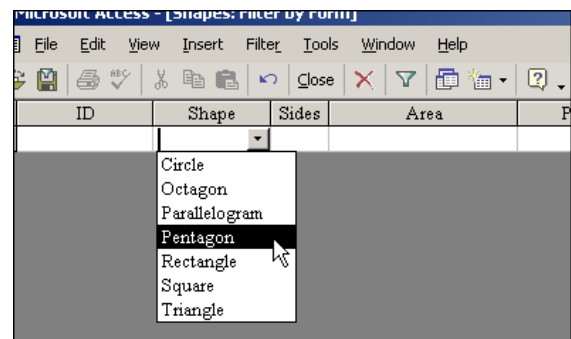 Microsoft Access - [Shapes: Filter by Form]
File Edit View Insert Filter Tools Window Help
ABC Close
ID Shape Sides Area P
Circle
Octagon
Parallelogram
Pentagon
Rectangle
Square
Triangle